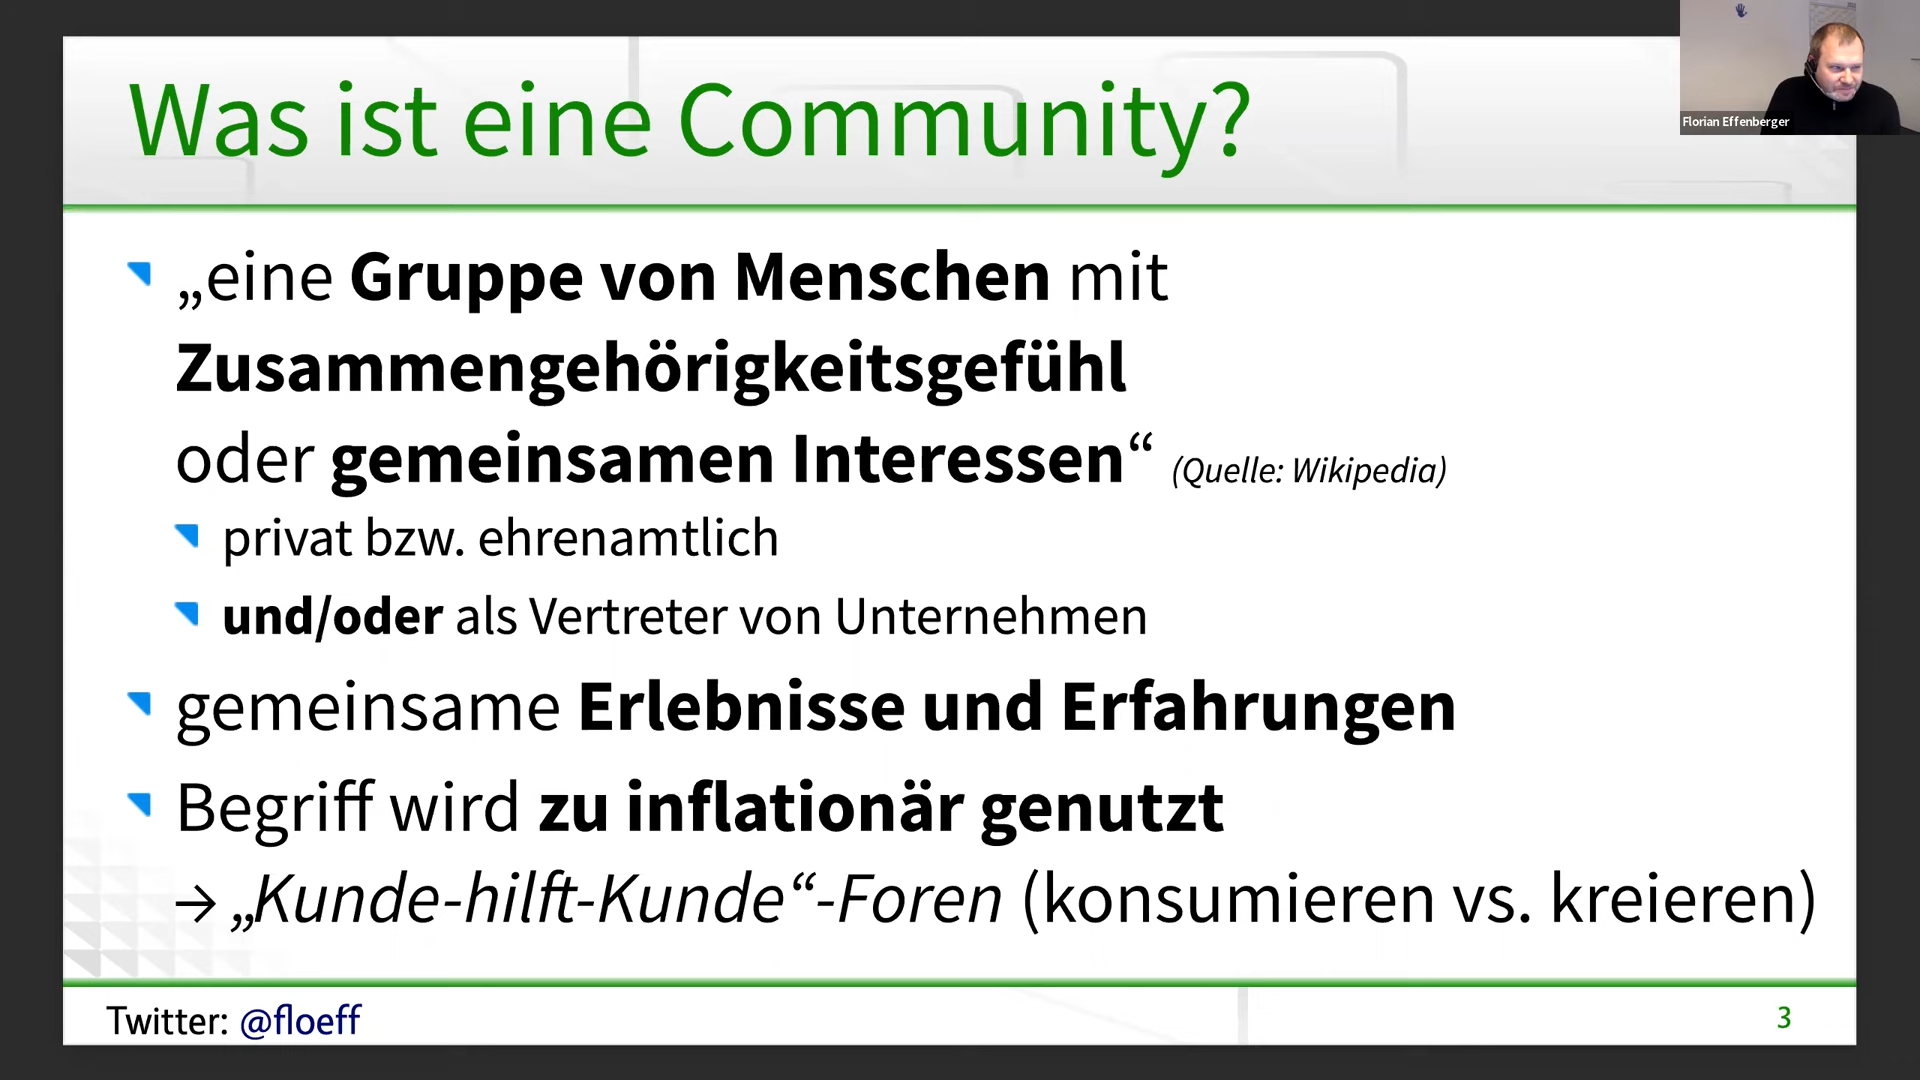 Was ist eine Community?
Florian Effenberger
„eine Gruppe von Menschen mit
Zusammengehörigkeitsgefühl
oder gemeinsamen Interessen“ (Quelle: Wikipedia)
privat bzw. ehrenamtlich
und/oder als Vertreter von Unternehmen
gemeinsame Erlebnisse und Erfahrungen
Begriff wird zu inflationär genutzt
→ „Kunde-hilft-Kunde“-Foren (konsumieren vs. kreieren)
Twitter: @floeff
3